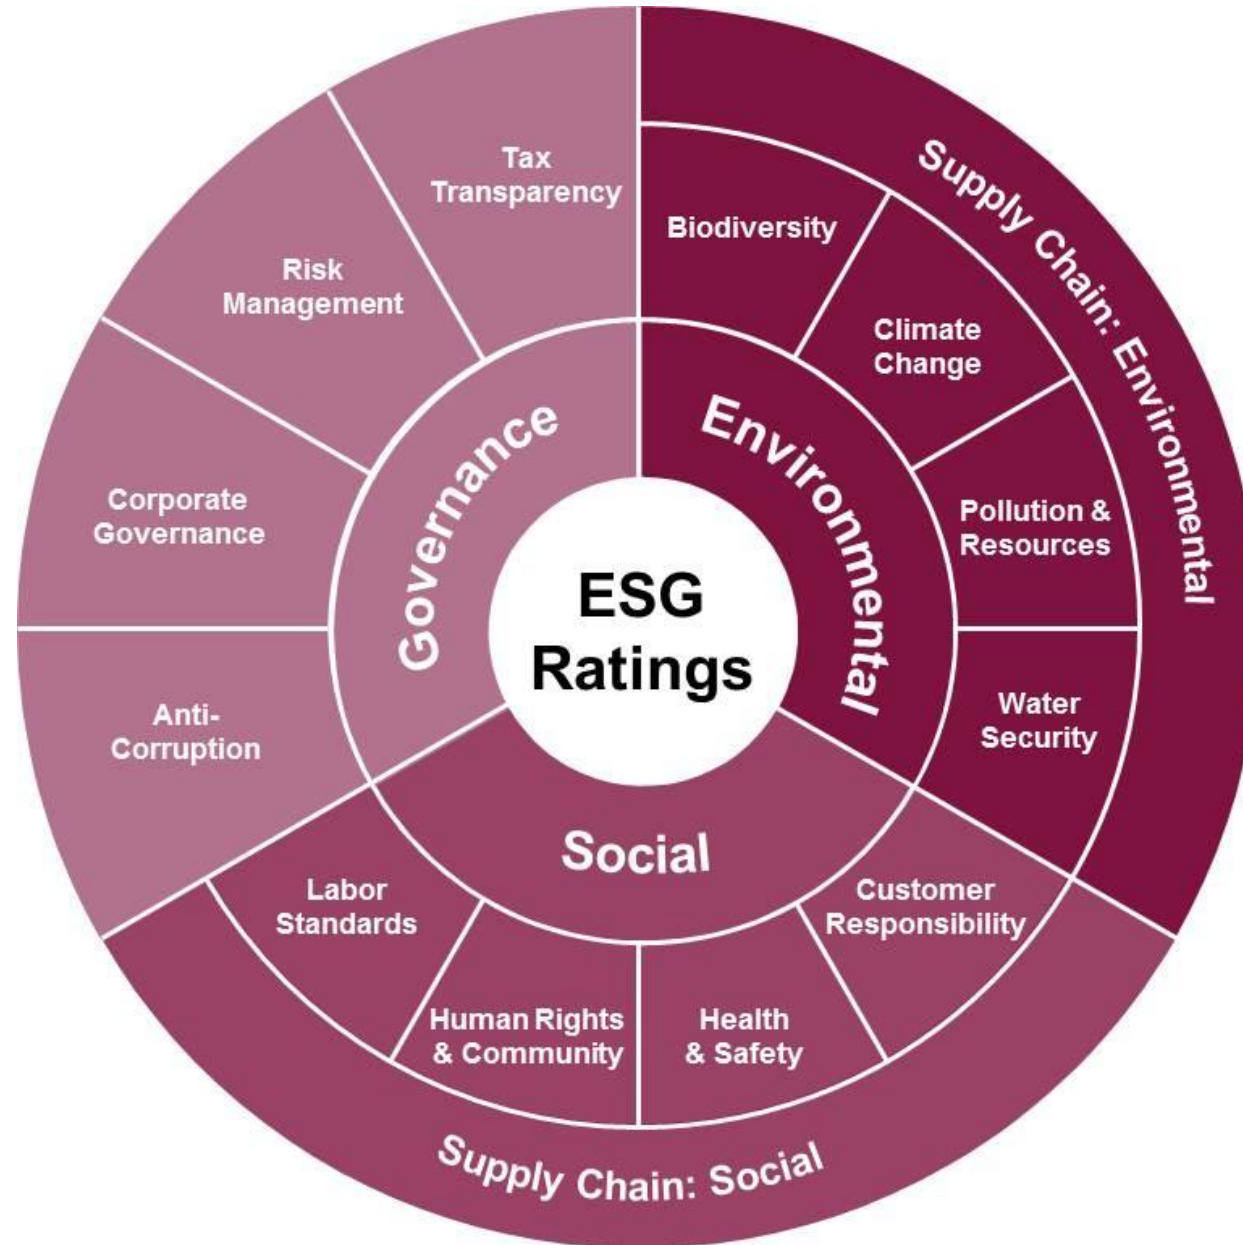 ESG
Ratings
Environmental
Biodiversity
Climate
Change
Pollution &
Resources
Water
Security
Supply Chain: Environmental
Social
Customer
Responsibility
Health
& Safety
Human Rights
& Community
Labor
Standards
Supply Chain: Social
Governance
Anti-
Corruption
Corporate
Governance
Risk
Management
Tax
Transparency